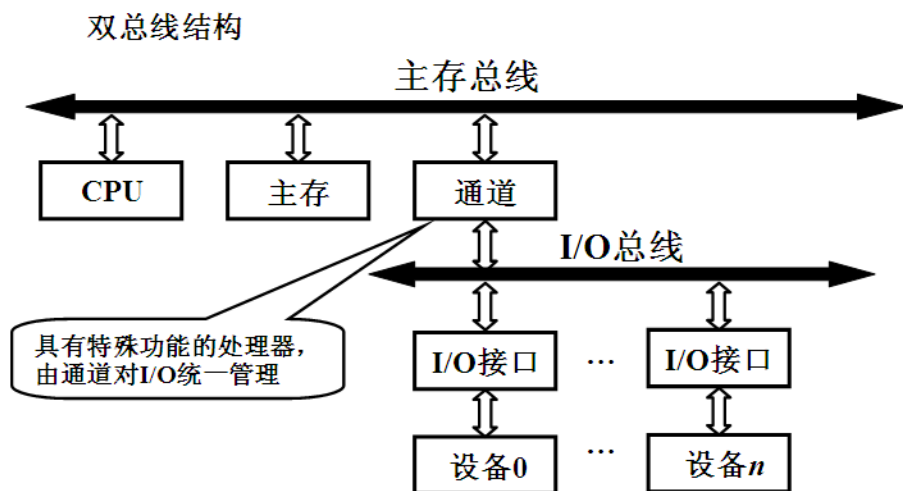 双总线结构
主存总线
CPU
主存
通道
I/O总线
具有特殊功能的处理器，
由通道对I/O统一管理
I/O接口
…
I/O接口
设备0
…
设备n